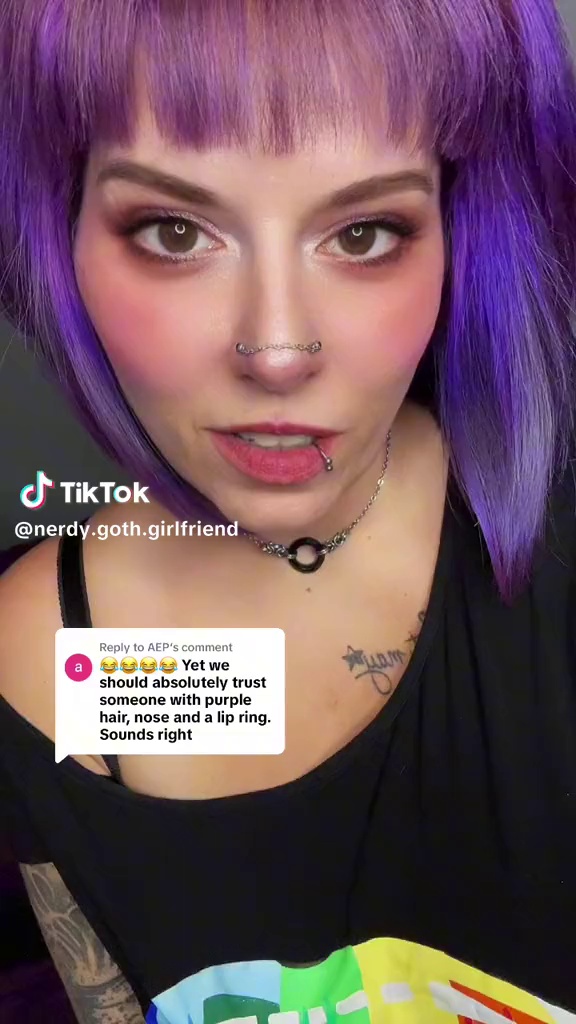 TikTok
@nerdy.goth.girlfriend
Reply to AEP's comment
a
😂😂😂😂 Yet we
should absolutely trust
someone with purple
hair, nose and a lip ring.
Sounds right